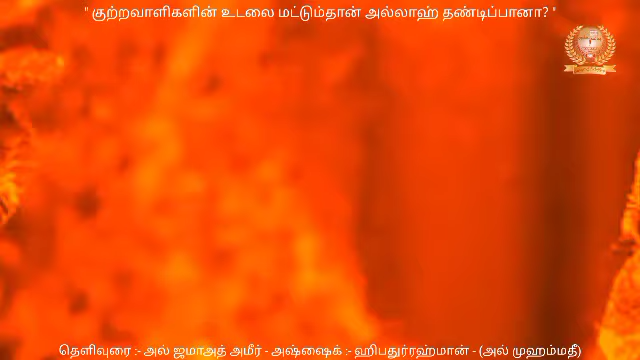 " குற்றவாளிகளின் உடலை மட்டும்தான் அல்லாஹ் தண்டிப்பானா? "
தெளிவுரை :- அல் ஜமாஅத் அமீர் - அஷ்ஷைக் :- ஹிபதுர்ரஹ்மான் - (அல் முஹம்மதீ)